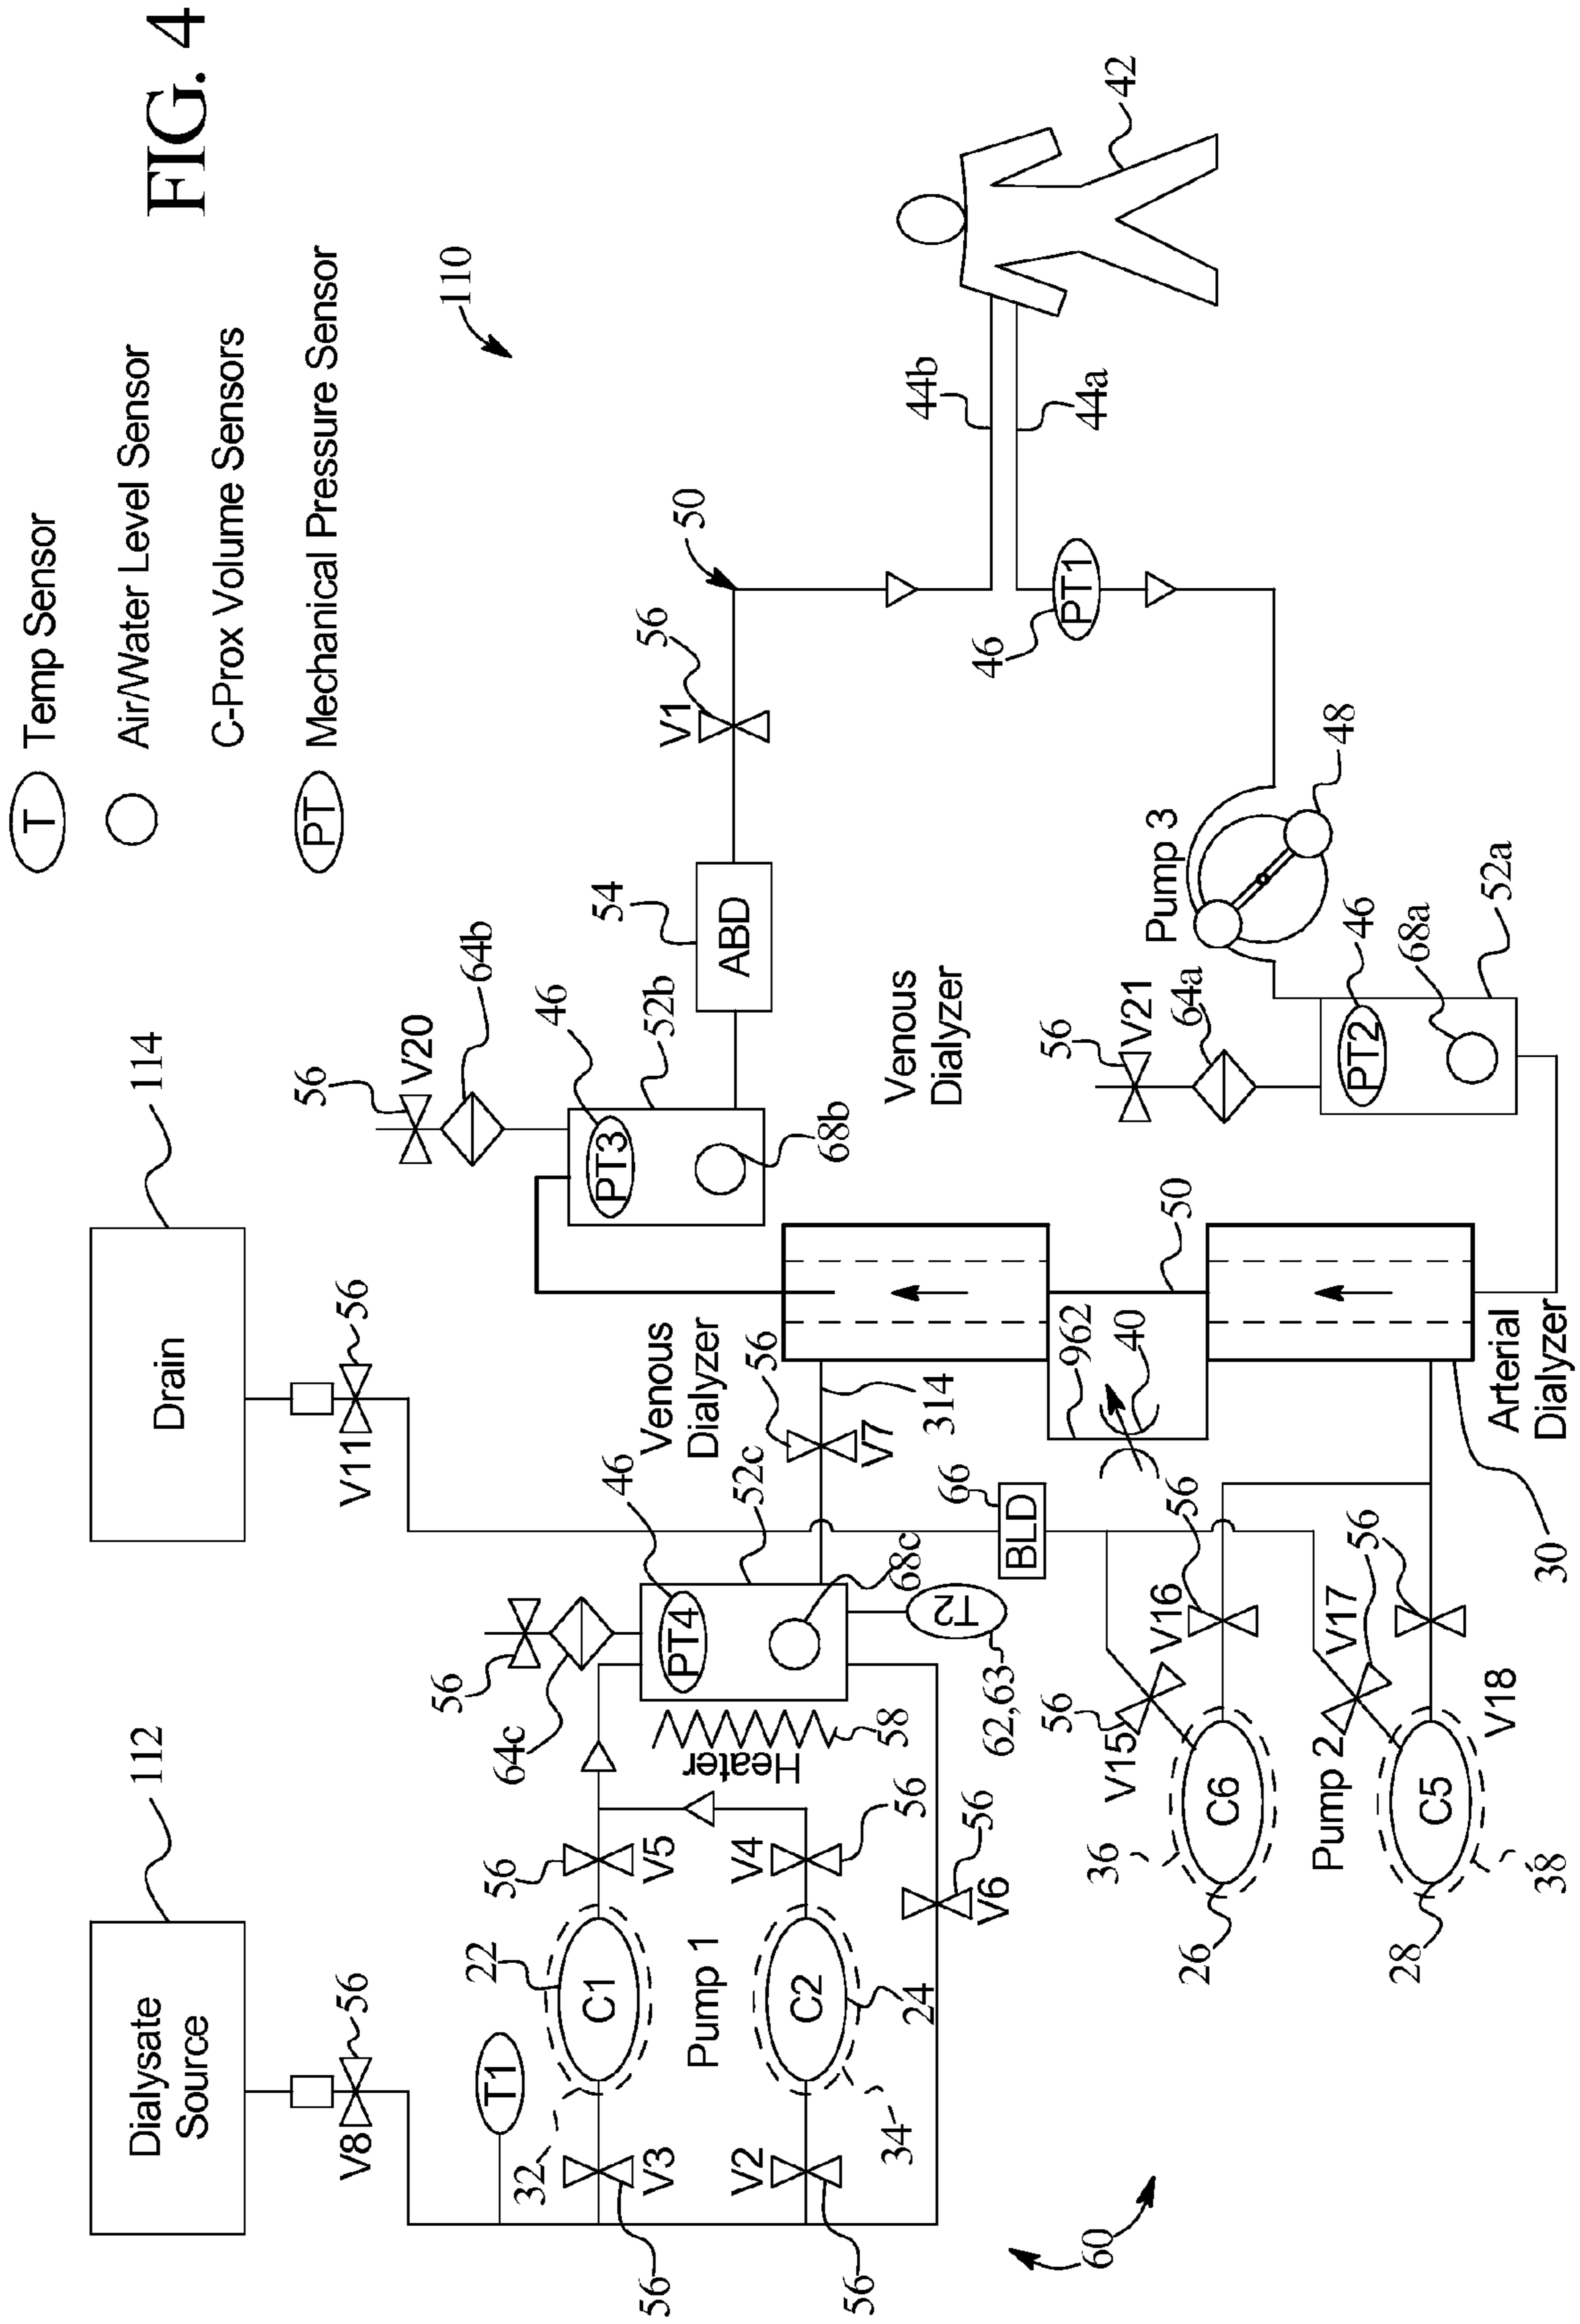 FIG. 4
T Temp Sensor
Air/Water Level Sensor
C-Prox Volume Sensors
PT Mechanical Pressure Sensor
110
Dialysate
Source
112
Drain
114
V8
56
V11
56
T1
32
22
C1
V3
56
56
V5
Pump 1
V2
56
C2
24
34
V4
56
V6
56
60
56
64c
PT4
46
52c
68c
Heater
58
T2
62,63
Venous
Dialyzer
V7
56
314
66
BLD
962
40
50
30
Arterial
Dialyzer
V15
56
V16
56
36
C6
26
Pump 2
V17
56
C5
28
38
V18
56
V20
64b
46
PT3
52b
68b
54
ABD
V1
56
50
Venous
Dialyzer
44b
44a
42
46
PT1
Pump 3
48
56
V21
64a
46
PT2
68a
52a